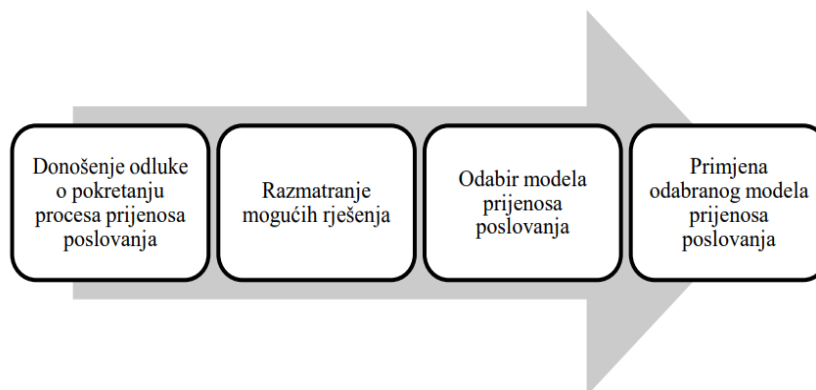 Donošenje odluke
o pokretanju
procesa prijenosa
poslovanja
Razmatranje
mogućih rješenja
Odabir modela
prijenosa
poslovanja
Primjena
odabranog modela
prijenosa
poslovanja